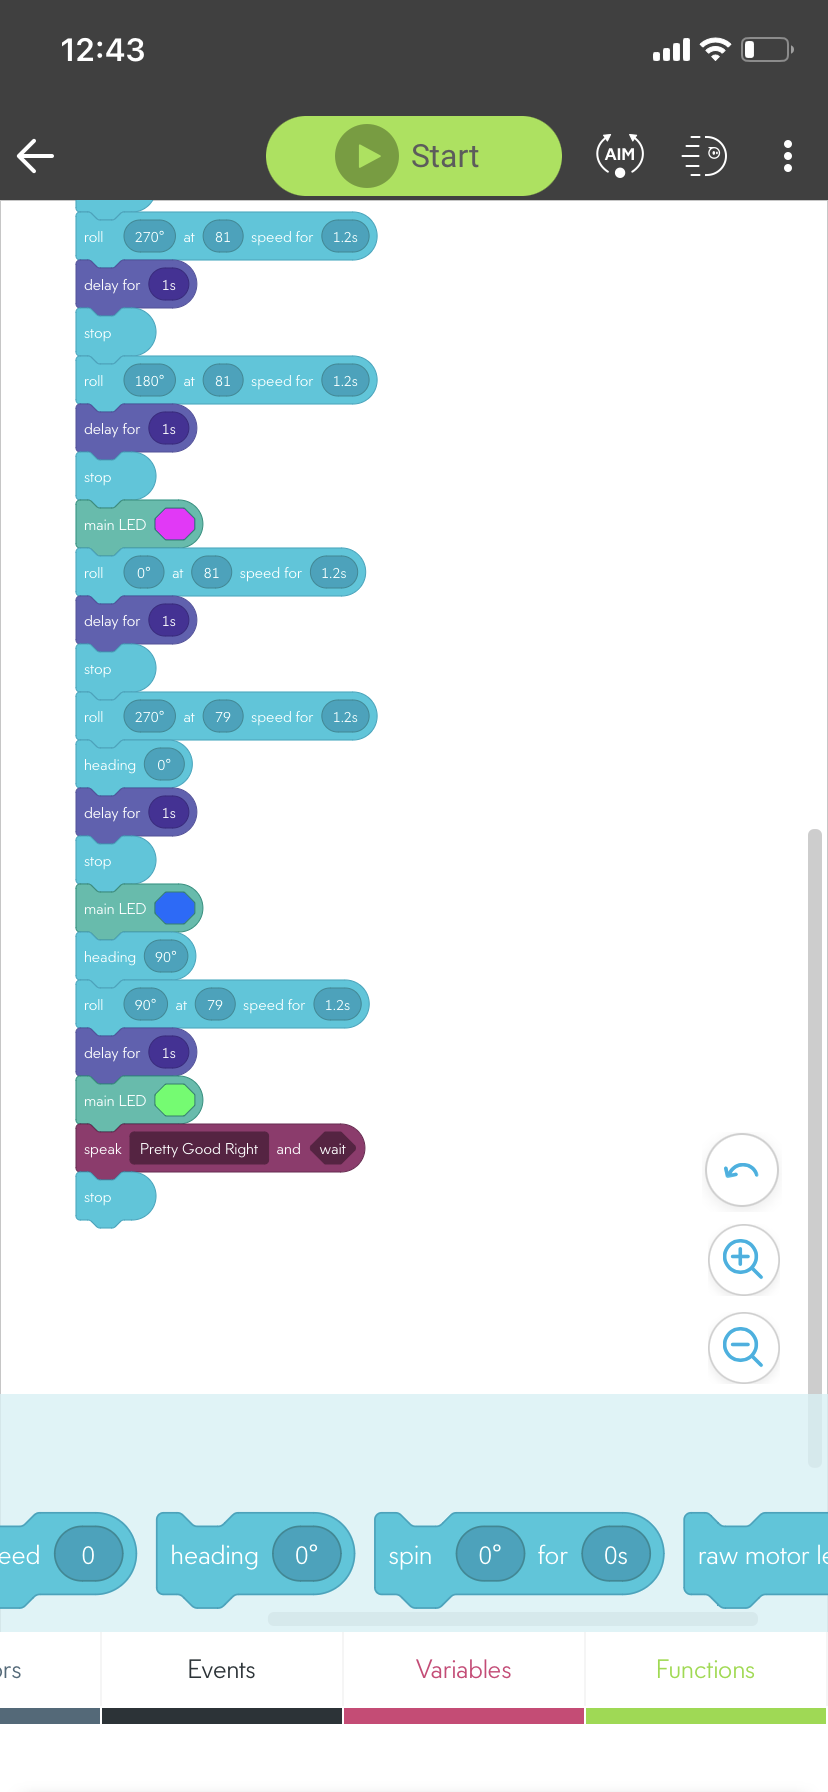 12:43
Start
AIM
roll 270° at 81 speed for 1.2s
delay for 1s
stop
roll 180° at 81 speed for 1.2s
delay for 1s
stop
main LED
roll 0° at 81 speed for 1.2s
delay for 1s
stop
roll 270° at 79 speed for 1.2s
heading 0°
delay for 1s
stop
main LED
heading 90°
roll 90° at 79 speed for 1.2s
delay for 1s
main LED
speak Pretty Good Right and wait
stop
eed 0 heading 0° spin 0° for 0s raw motor le
ors Events Variables Functions